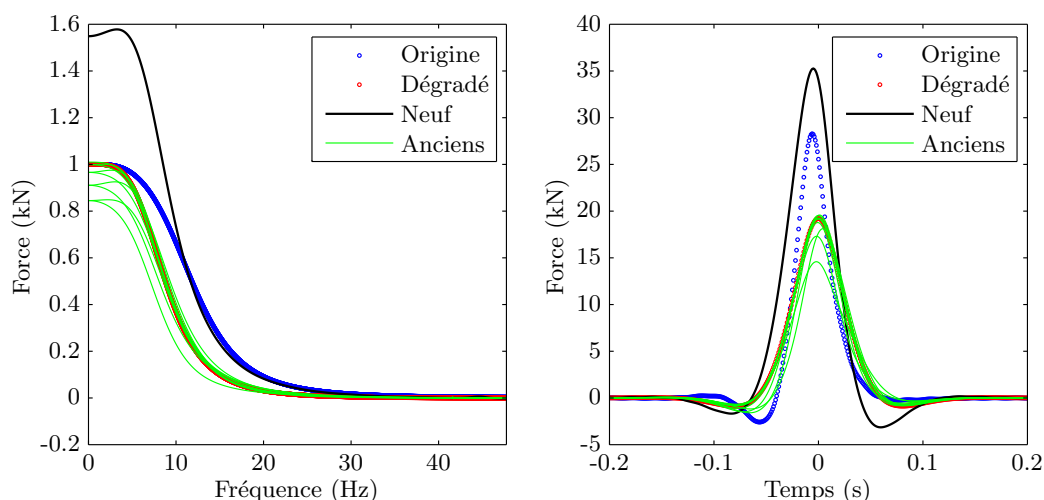 1.6
1.4
1.2
1
0.8
0.6
0.4
0.2
0
-0.2
0
10
20
30
40
Force (kN)
Fréquence (Hz)
Origine
Dégradé
Neuf
Anciens
40
35
30
25
20
15
10
5
0
-5
-0.2
-0.1
0
0.1
0.2
Force (kN)
Temps (s)
Origine
Dégradé
Neuf
Anciens